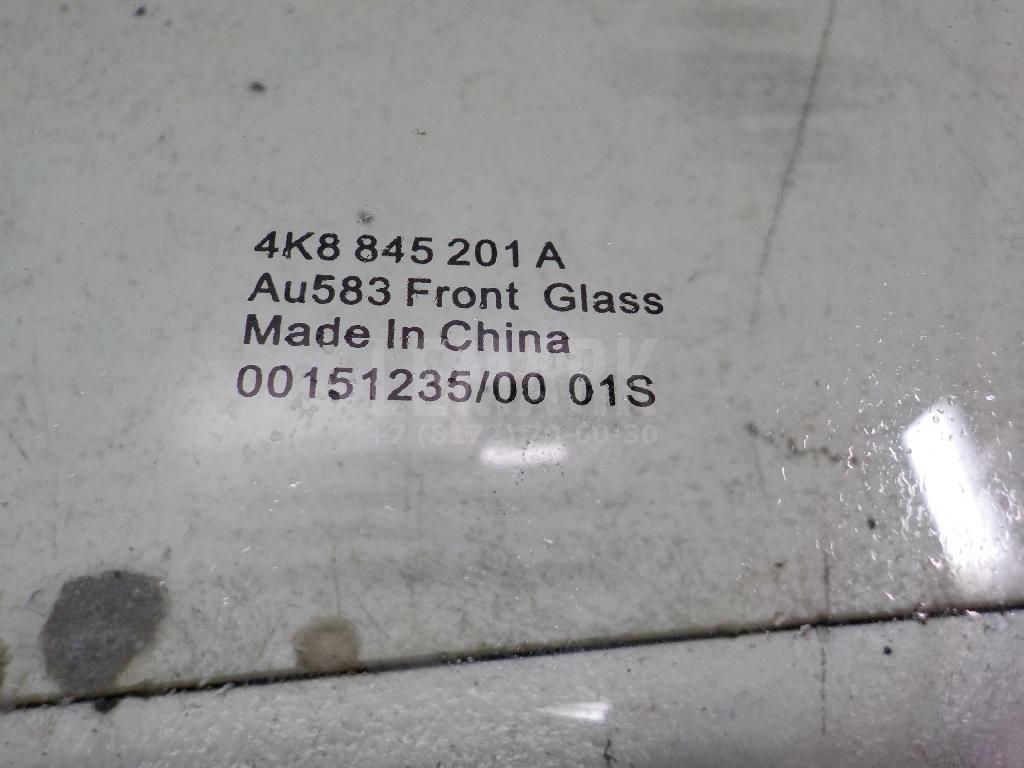 4K8 845 201 A
Au583 Front Glass
Made In China
00151235/00 01S